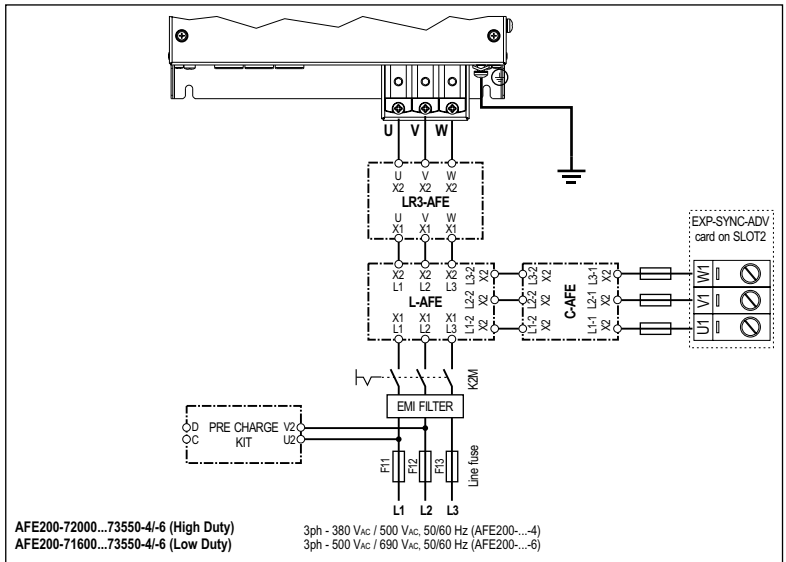 U V W
U V W
X2 X2 X2
LR3-AFE
U V W
X1 X1 X1
EXP-SYNC-ADV
card on SLOT2
X2 X2 X2
L1 L2 L3
L-AFE
X1 X1 X1
L1 L2 L3
L3-2 X2
L2-2 X2
L1-2 X2
L3-2 X2
L2-2 X2
L1-2 X2
C-AFE
L3-1 X2
L2-1 X2
L1-1 X2
W1
V1
U1
K2M
EMI FILTER
D PRE CHARGE V2
C KIT U2
F11 F12 F13 Line fuse
L1 L2 L3
AFE200-72000...73550-4/-6 (High Duty)
AFE200-71600...73550-4/-6 (Low Duty)
3ph - 380 VAC / 500 VAC, 50/60 Hz (AFE200-...-4)
3ph - 500 VAC / 690 VAC, 50/60 Hz (AFE200-...-6)